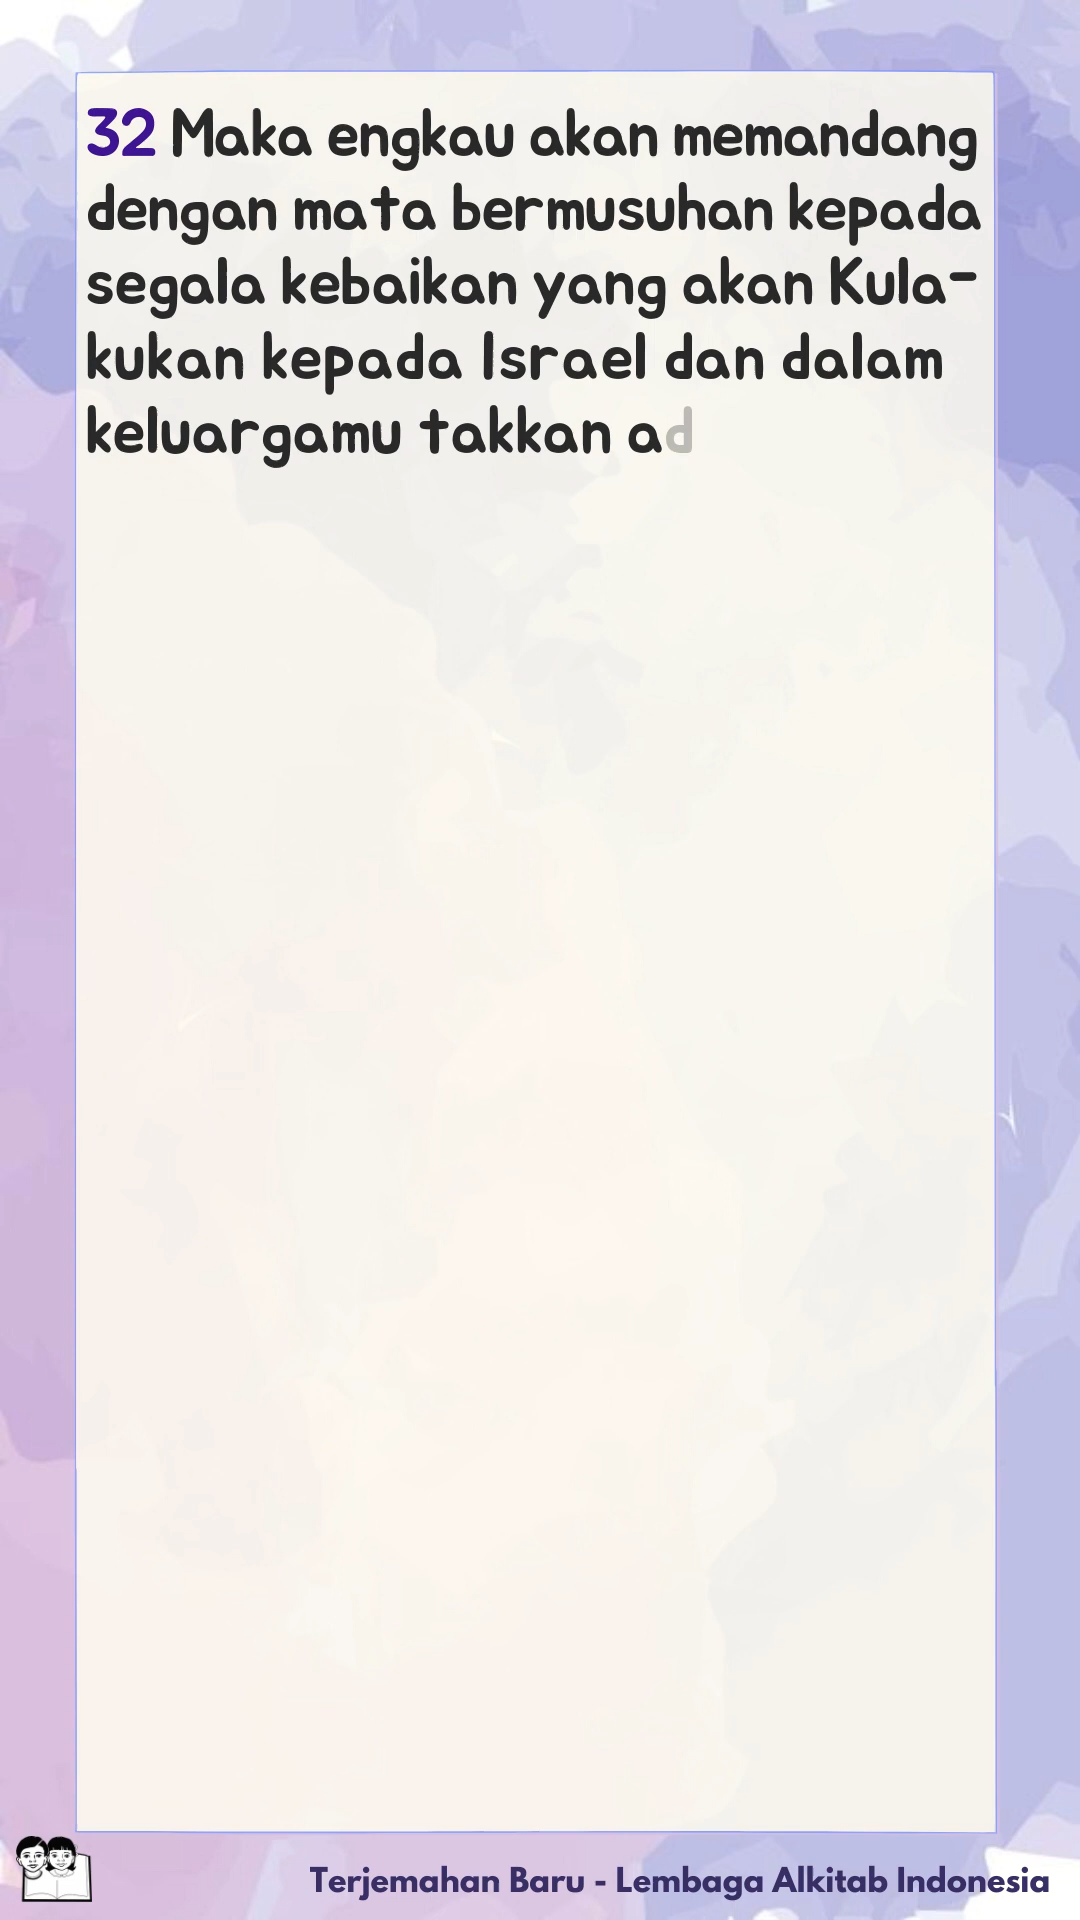 32 Maka engkau akan memandang
dengan mata bermusuhan kepada
segala kebaikan yang akan Kula-
kukan kepada Israel dan dalam
keluargamu takkan ad
Terjemahan Baru - Lembaga Alkitab Indonesia